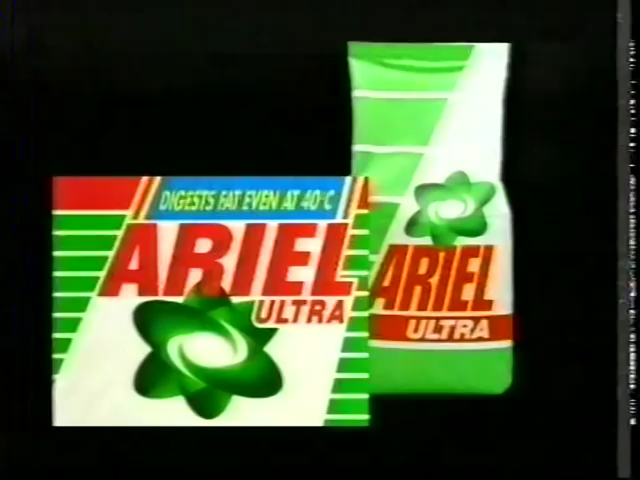 DIGESTS FAT EVEN AT 40°C
ARIEL
ULTRA
ARIEL
ULTRA